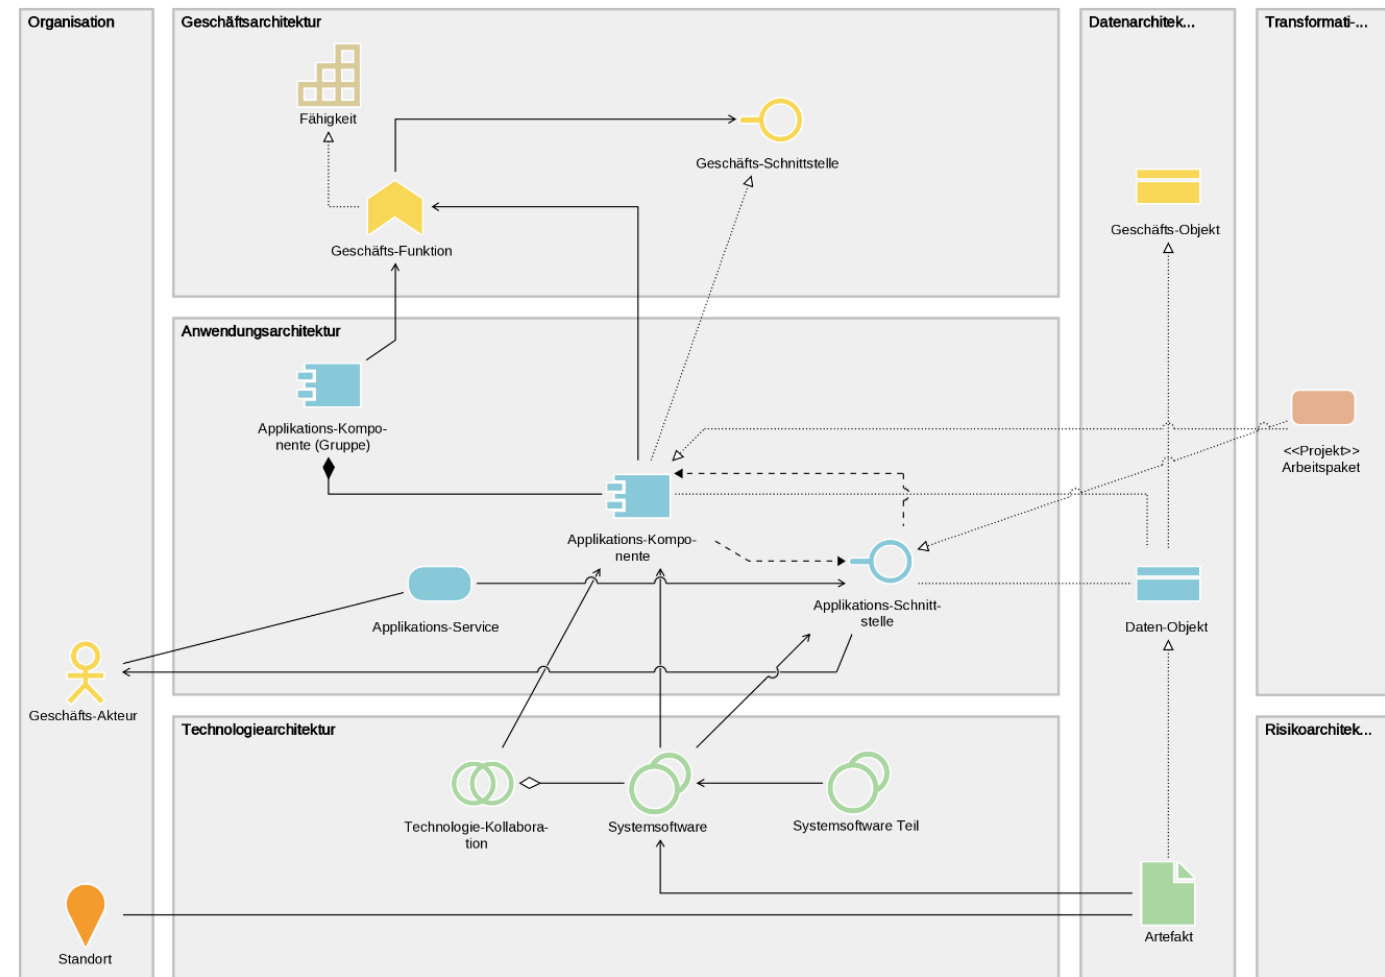 Organisation
Geschäftsarchitektur
Datenarchitek...
Transformati-...
Fähigkeit
Geschäfts-Schnittstelle
Geschäfts-Objekt
Geschäfts-Funktion
Anwendungsarchitektur
Applikations-Kompo-
nente (Gruppe)
<<Projekt>>
Arbeitspaket
Applikations-Kompo-
nente
Applikations-Schnitt-
stelle
Applikations-Service
Daten-Objekt
Geschäfts-Akteur
Technologiearchitektur
Risikoarchitek...
Technologie-Kollabora-
tion
Systemsoftware
Systemsoftware Teil
Artefakt
Standort